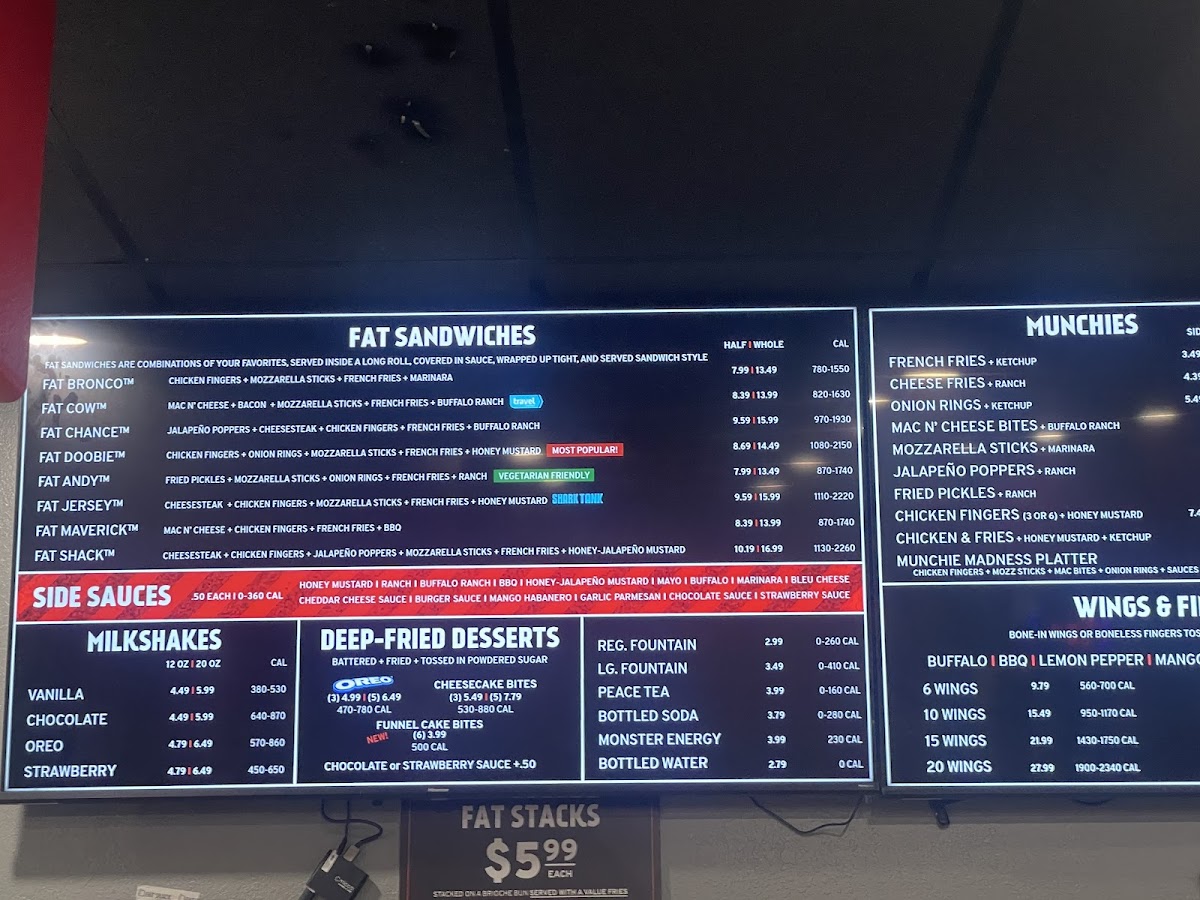 FAT SANDWICHES
HALF | WHOLE CAL
FAT SANDWICHES ARE COMBINATIONS OF YOUR FAVORITES, SERVED INSIDE A LONG ROLL, COVERED IN SAUCE, WRAPPED UP TIGHT, AND SERVED SANDWICH STYLE
FAT BRONCO™ CHICKEN FINGERS + MOZZARELLA STICKS + FRENCH FRIES + MARINARA 7.99 | 13.49 780-1550
FAT COW™ MAC N' CHEESE + BACON + MOZZARELLA STICKS + FRENCH FRIES + BUFFALO RANCH travel 8.39 | 13.99 820-1630
FAT CHANCE™ JALAPEÑO POPPERS + CHEESESTEAK + CHICKEN FINGERS + FRENCH FRIES + BUFFALO RANCH 9.59 | 15.99 970-1930
FAT DOOBIE™ CHICKEN FINGERS + ONION RINGS + MOZZARELLA STICKS + FRENCH FRIES + HONEY MUSTARD MOST POPULAR! 8.69 | 14.49 1080-2150
FAT ANDY™ FRIED PICKLES + MOZZARELLA STICKS + ONION RINGS + FRENCH FRIES + RANCH VEGETARIAN FRIENDLY 7.99 | 13.49 870-1740
FAT JERSEY™ CHEESESTEAK + CHICKEN FINGERS + MOZZARELLA STICKS + FRENCH FRIES + HONEY MUSTARD SHARK TANK 9.59 | 15.99 1110-2220
FAT MAVERICK™ MAC N' CHEESE + CHICKEN FINGERS + FRENCH FRIES + BBQ 8.39 | 13.99 870-1740
FAT SHACK™ CHEESESTEAK + CHICKEN FINGERS + JALAPEÑO POPPERS + MOZZARELLA STICKS + FRENCH FRIES + HONEY-JALAPEÑO MUSTARD 10.19 | 16.99 1130-2260
SIDE SAUCES .50 EACH | 0-360 CAL
HONEY MUSTARD | RANCH | BUFFALO RANCH | BBQ | HONEY-JALAPEÑO MUSTARD | MAYO | BUFFALO | MARINARA | BLEU CHEESE
CHEDDAR CHEESE SAUCE | BURGER SAUCE | MANGO HABANERO | GARLIC PARMESAN | CHOCOLATE SAUCE | STRAWBERRY SAUCE
MILKSHAKES
12 OZ | 20 OZ CAL
VANILLA 4.49 | 5.99 380-530
CHOCOLATE 4.49 | 5.99 640-870
OREO 4.79 | 6.49 570-860
STRAWBERRY 4.79 | 6.49 450-650
DEEP-FRIED DESSERTS
BATTERED + FRIED + TOSSED IN POWDERED SUGAR
OREO
(3) 4.99 | (5) 6.49
470-780 CAL
CHEESECAKE BITES
(3) 5.49 | (5) 7.79
530-880 CAL
FUNNEL CAKE BITES
NEW! (6) 3.99
500 CAL
CHOCOLATE or STRAWBERRY SAUCE +.50
REG. FOUNTAIN 2.99 0-260 CAL
LG. FOUNTAIN 3.49 0-410 CAL
PEACE TEA 3.99 0-160 CAL
BOTTLED SODA 3.79 0-280 CAL
MONSTER ENERGY 3.99 230 CAL
BOTTLED WATER 2.79 0 CAL
MUNCHIES
FRENCH FRIES + KETCHUP 3.49
CHEESE FRIES + RANCH
ONION RINGS + KETCHUP
MAC N' CHEESE BITES + BUFFALO RANCH
MOZZARELLA STICKS + MARINARA
JALAPEÑO POPPERS + RANCH
FRIED PICKLES + RANCH
CHICKEN FINGERS (3 OR 6) + HONEY MUSTARD
CHICKEN & FRIES + HONEY MUSTARD + KETCHUP
MUNCHIE MADNESS PLATTER
CHICKEN FINGERS + MOZZ STICKS + MAC BITES + ONION RINGS + SAUCES
WINGS & FI
BONE-IN WINGS OR BONELESS FINGERS TOS
BUFFALO | BBQ | LEMON PEPPER | MANGO
6 WINGS 9.79 560-700 CAL
10 WINGS 15.49 950-1170 CAL
15 WINGS 21.99 1430-1750 CAL
20 WINGS 27.99 1900-2340 CAL
FAT STACKS
$5.99
EACH
STACKED ON A BRIOCHE BUN SERVED WITH A VALUE FRIES